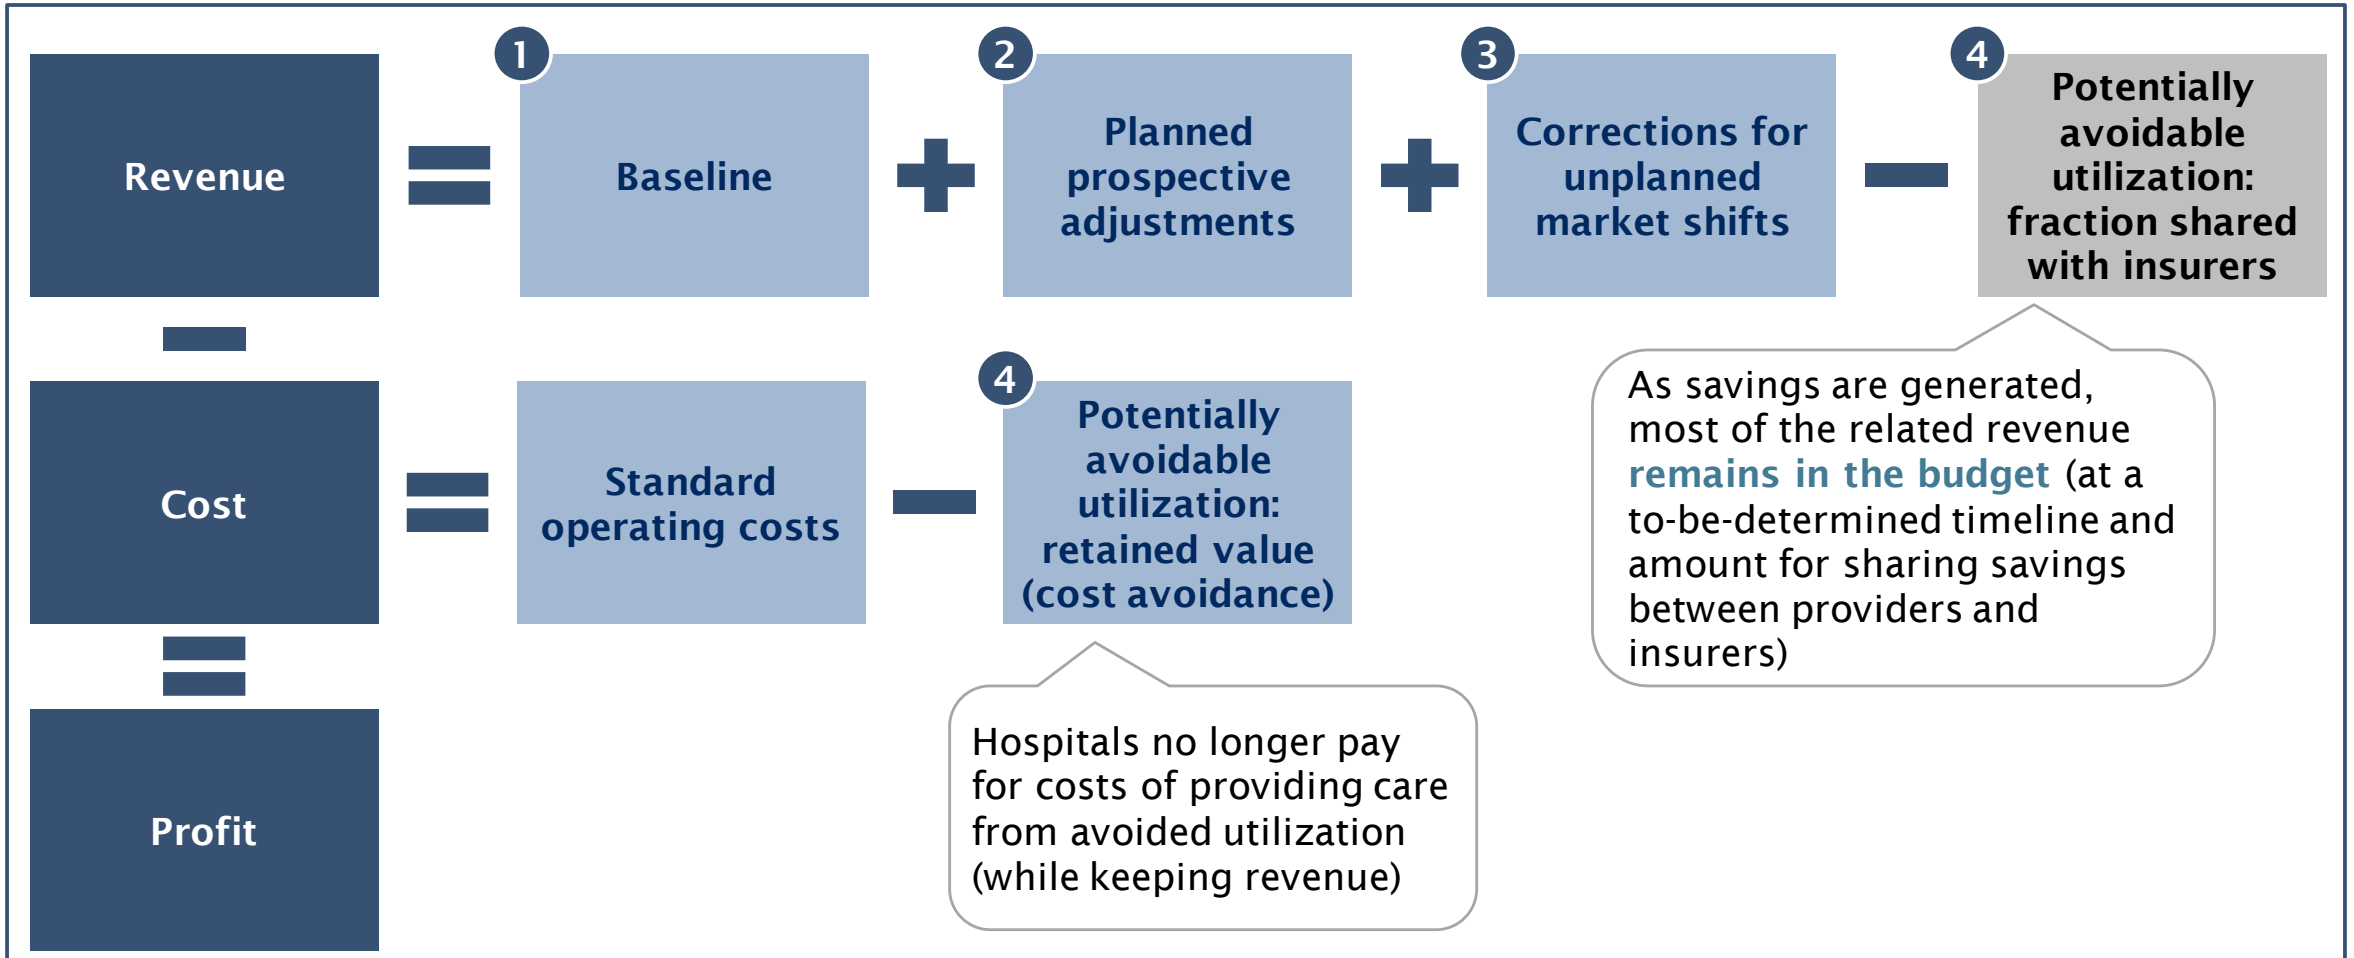 Revenue
1
Baseline
2
Planned
prospective
adjustments
3
Corrections for
unplanned
market shifts
4
Potentially
avoidable
utilization:
fraction shared
with insurers
As savings are generated,
most of the related revenue
remains in the budget (at a
to-be-determined timeline and
amount for sharing savings
between providers and
insurers)
Cost
Standard
operating costs
4
Potentially
avoidable
utilization:
retained value
(cost avoidance)
Hospitals no longer pay
for costs of providing care
from avoided utilization
(while keeping revenue)
Profit